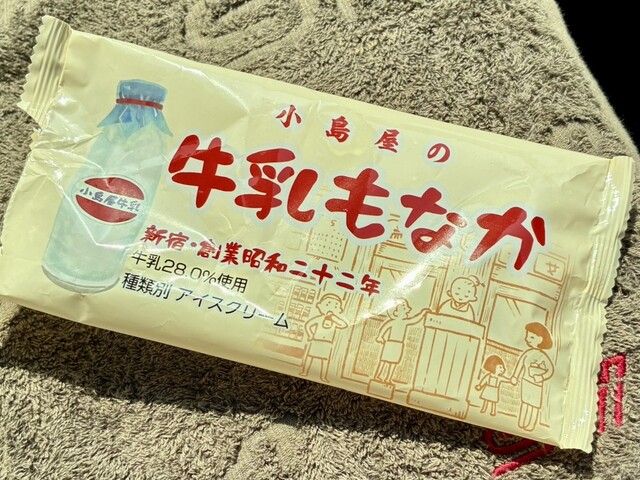 小島屋の
牛乳もなか
小島屋牛乳
新宿・創業昭和二十二年
牛乳28.0%使用
種類別 アイスクリーム